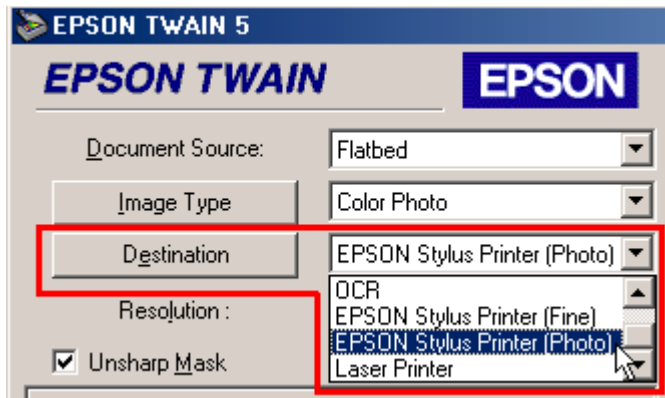 EPSON TWAIN 5
EPSON TWAIN EPSON
Document Source: Flatbed
Image Type Color Photo
Destination EPSON Stylus Printer (Photo)
OCR
Resolution : EPSON Stylus Printer (Fine)
EPSON Stylus Printer (Photo)
Unsharp Mask Laser Printer